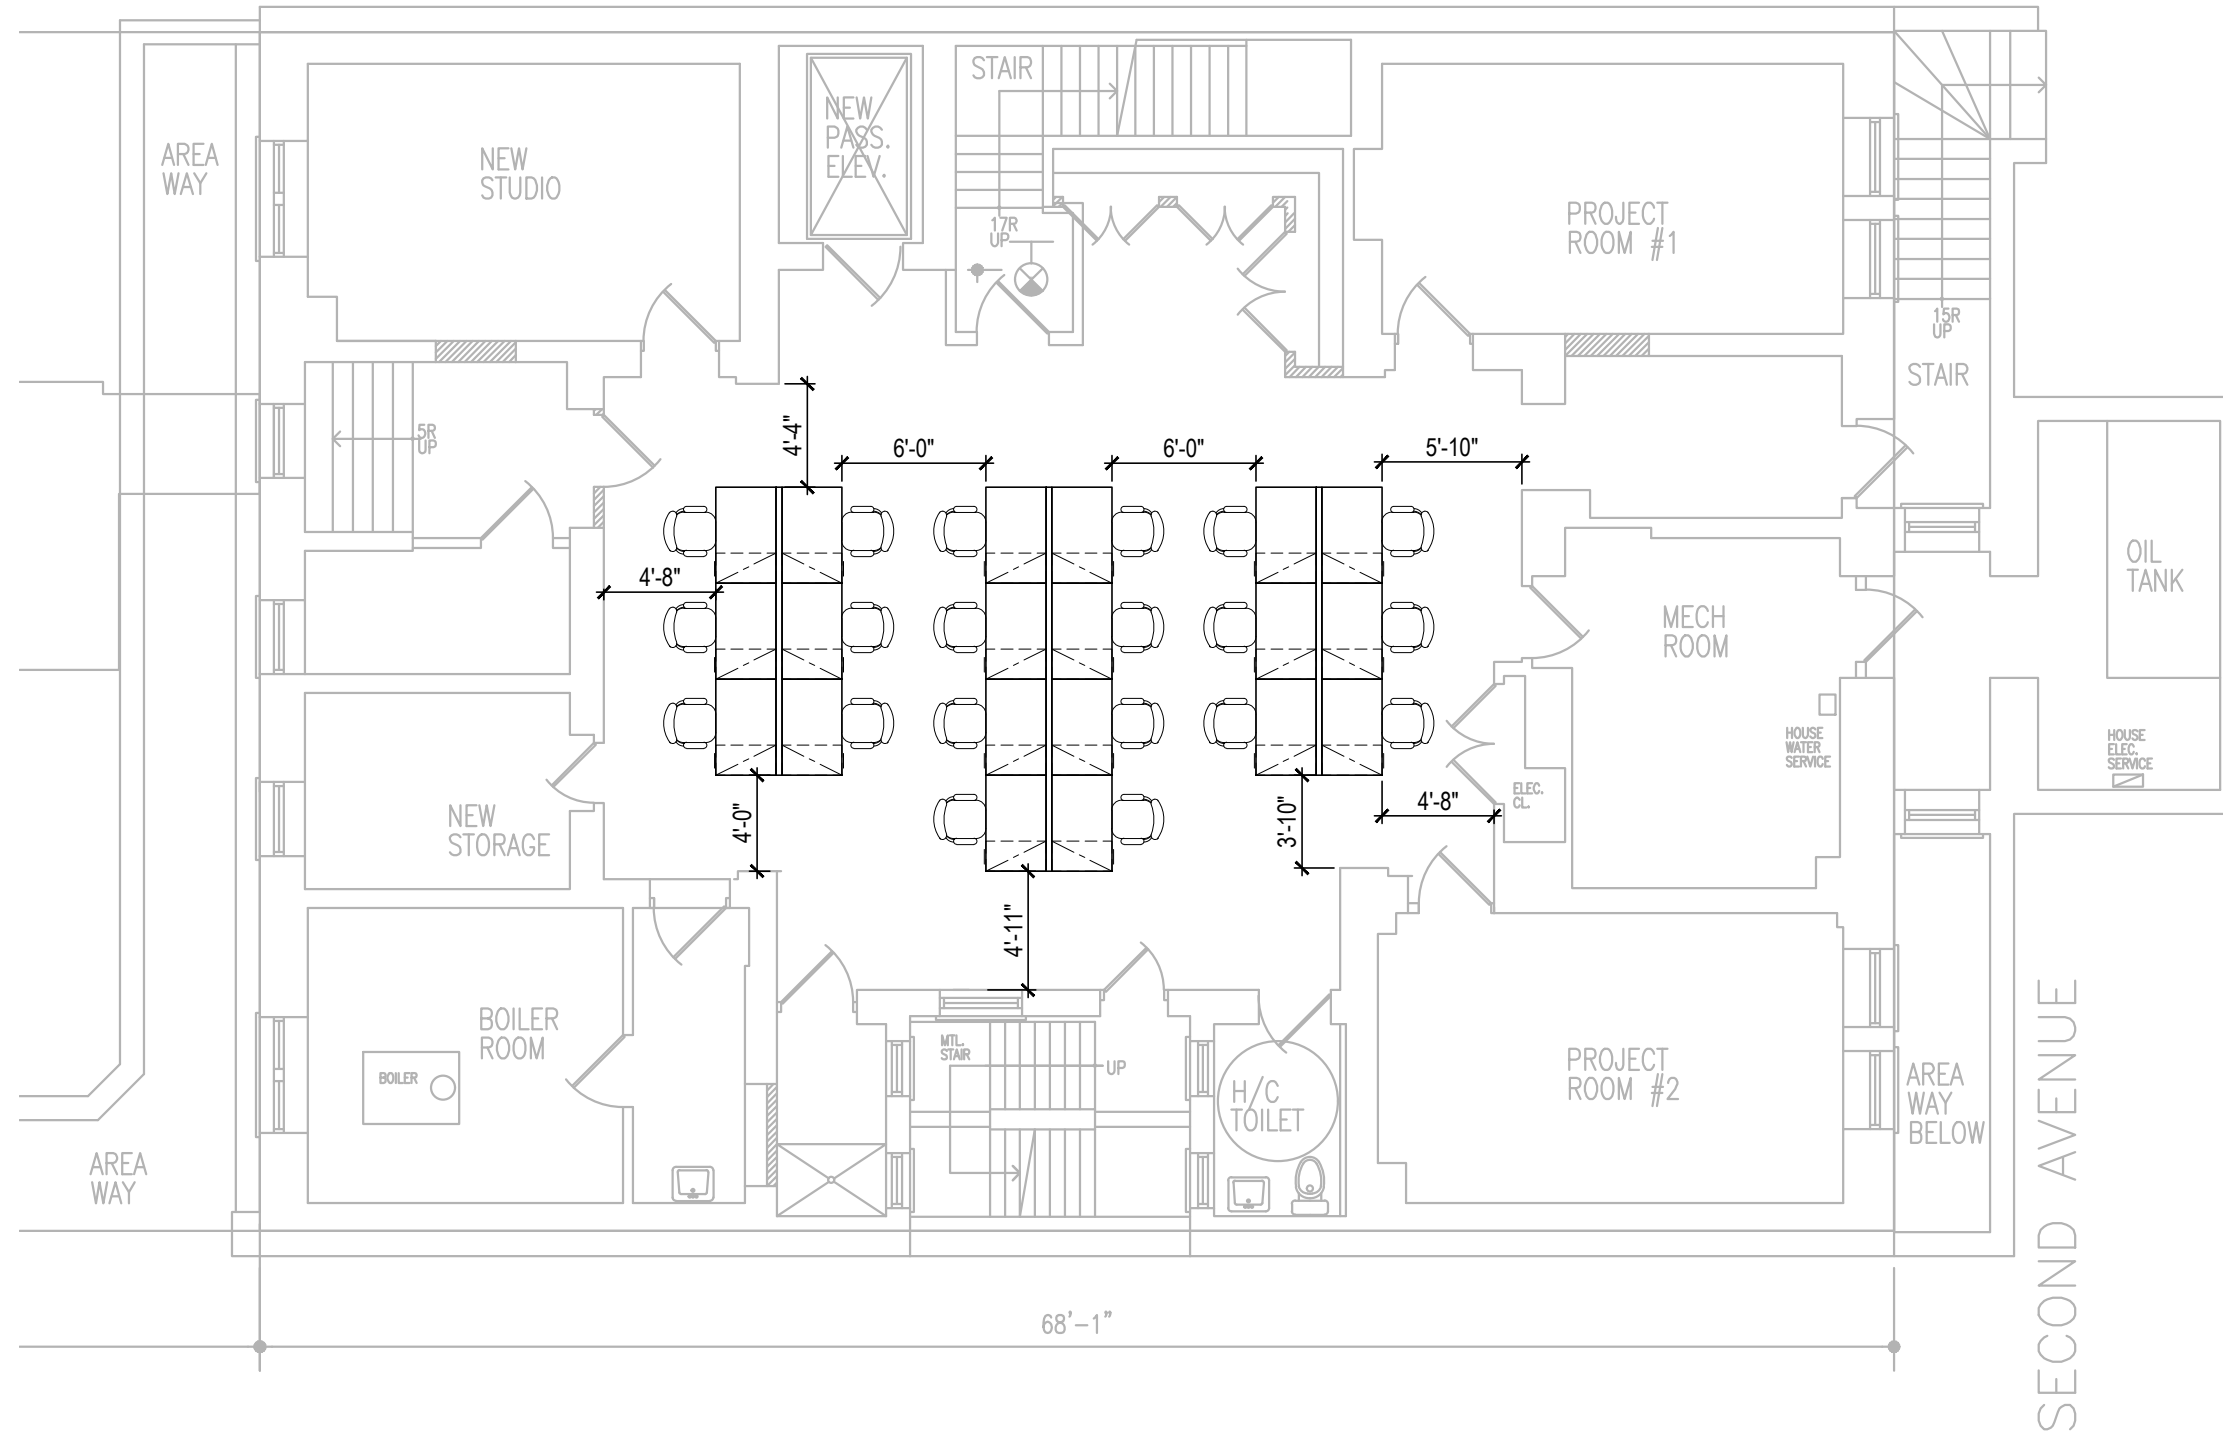 STAIR
NEW
PASS.
ELEV.
AREA
WAY
NEW
STUDIO
PROJECT
ROOM #1
17R
UP
15R
UP
STAIR
5R
UP
4'-4"
6'-0"
6'-0"
5'-10"
OIL
TANK
4'-8"
MECH
ROOM
HOUSE
WATER
SERVICE
HOUSE
ELEC.
SERVICE
ELEC.
CL.
NEW
STORAGE
4'-0"
3'-10"
4'-8"
4'-11"
BOILER
ROOM
BOILER
MTL.
STAIR
UP
H/C
TOILET
PROJECT
ROOM #2
AREA
WAY
BELOW
AREA
WAY
SECOND AVENUE
68'-1"